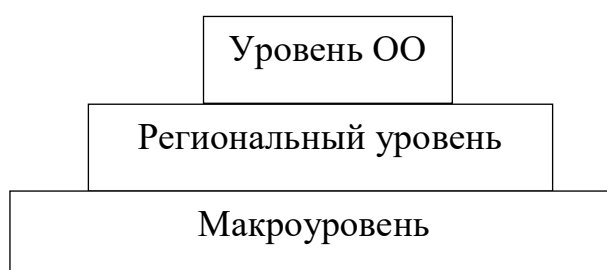 Уровень ОО
Региональный уровень
Макроуровень